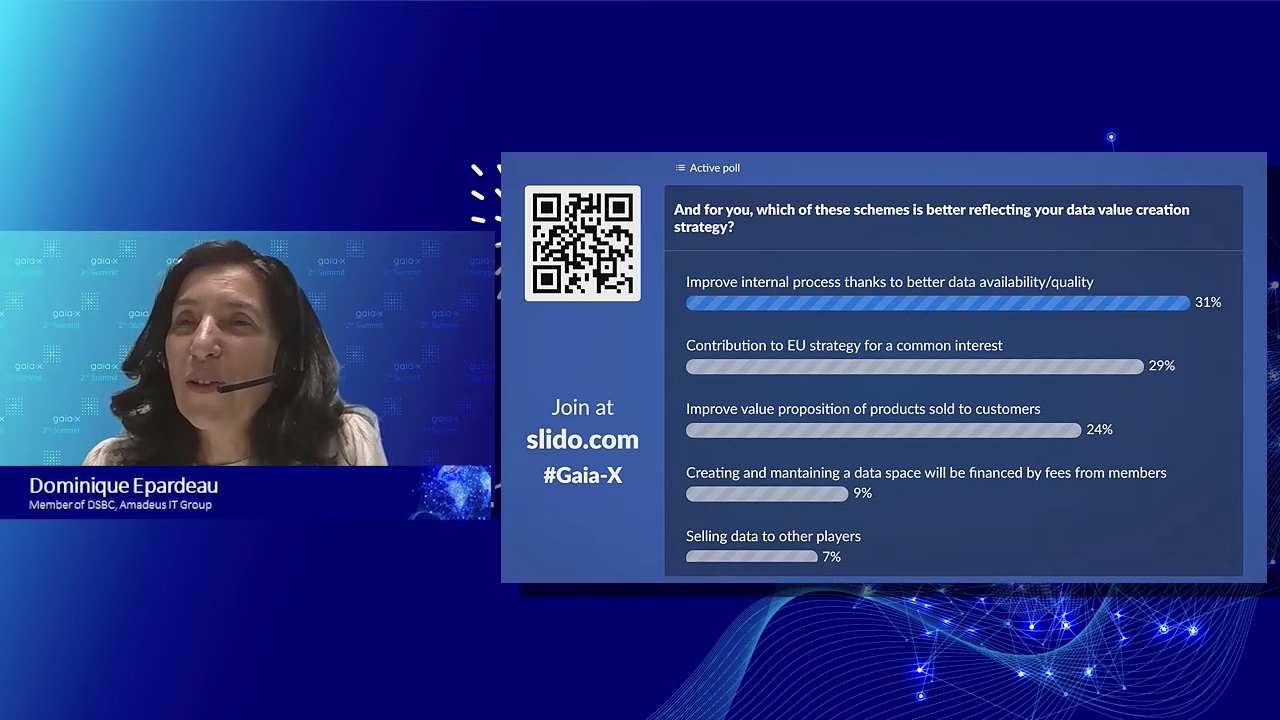 Active poll
And for you, which of these schemes is better reflecting your data value creation
strategy?
Improve internal process thanks to better data availability/quality
31%
Contribution to EU strategy for a common interest
29%
Improve value proposition of products sold to customers
24%
Creating and mantaining a data space will be financed by fees from members
9%
Selling data to other players
7%
Join at
slido.com
#Gaia-X
gaia-x
2nd Summit
Dominique Epardeau
Member of DSBC, Amadeus IT Group